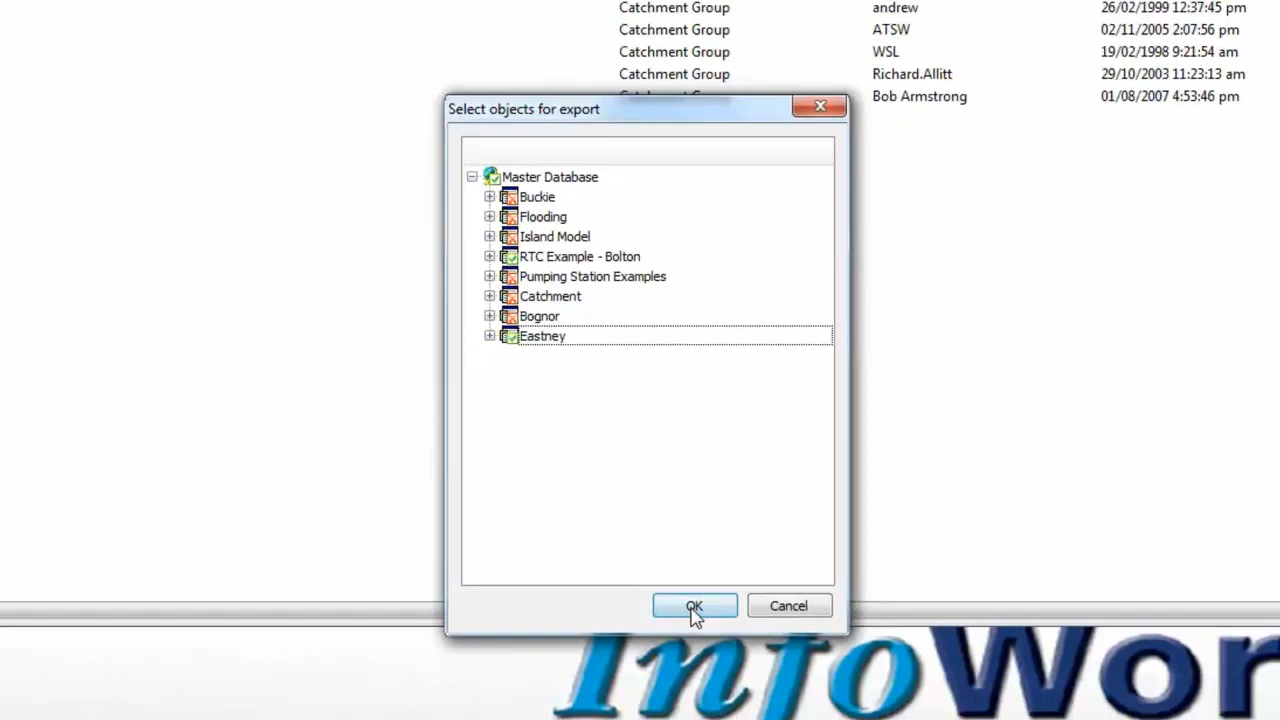 Catchment Group andrew 26/02/1999 12:37:45 pm
Catchment Group ATSW 02/11/2005 2:07:56 pm
Catchment Group WSL 19/02/1998 9:21:54 am
Catchment Group Richard.Allitt 29/10/2003 11:23:13 am
Bob Armstrong 01/08/2007 4:53:46 pm
Select objects for export
Master Database
Buckie
Flooding
Island Model
RTC Example - Bolton
Pumping Station Examples
Catchment
Bognor
Eastney
OK Cancel
InfoWor